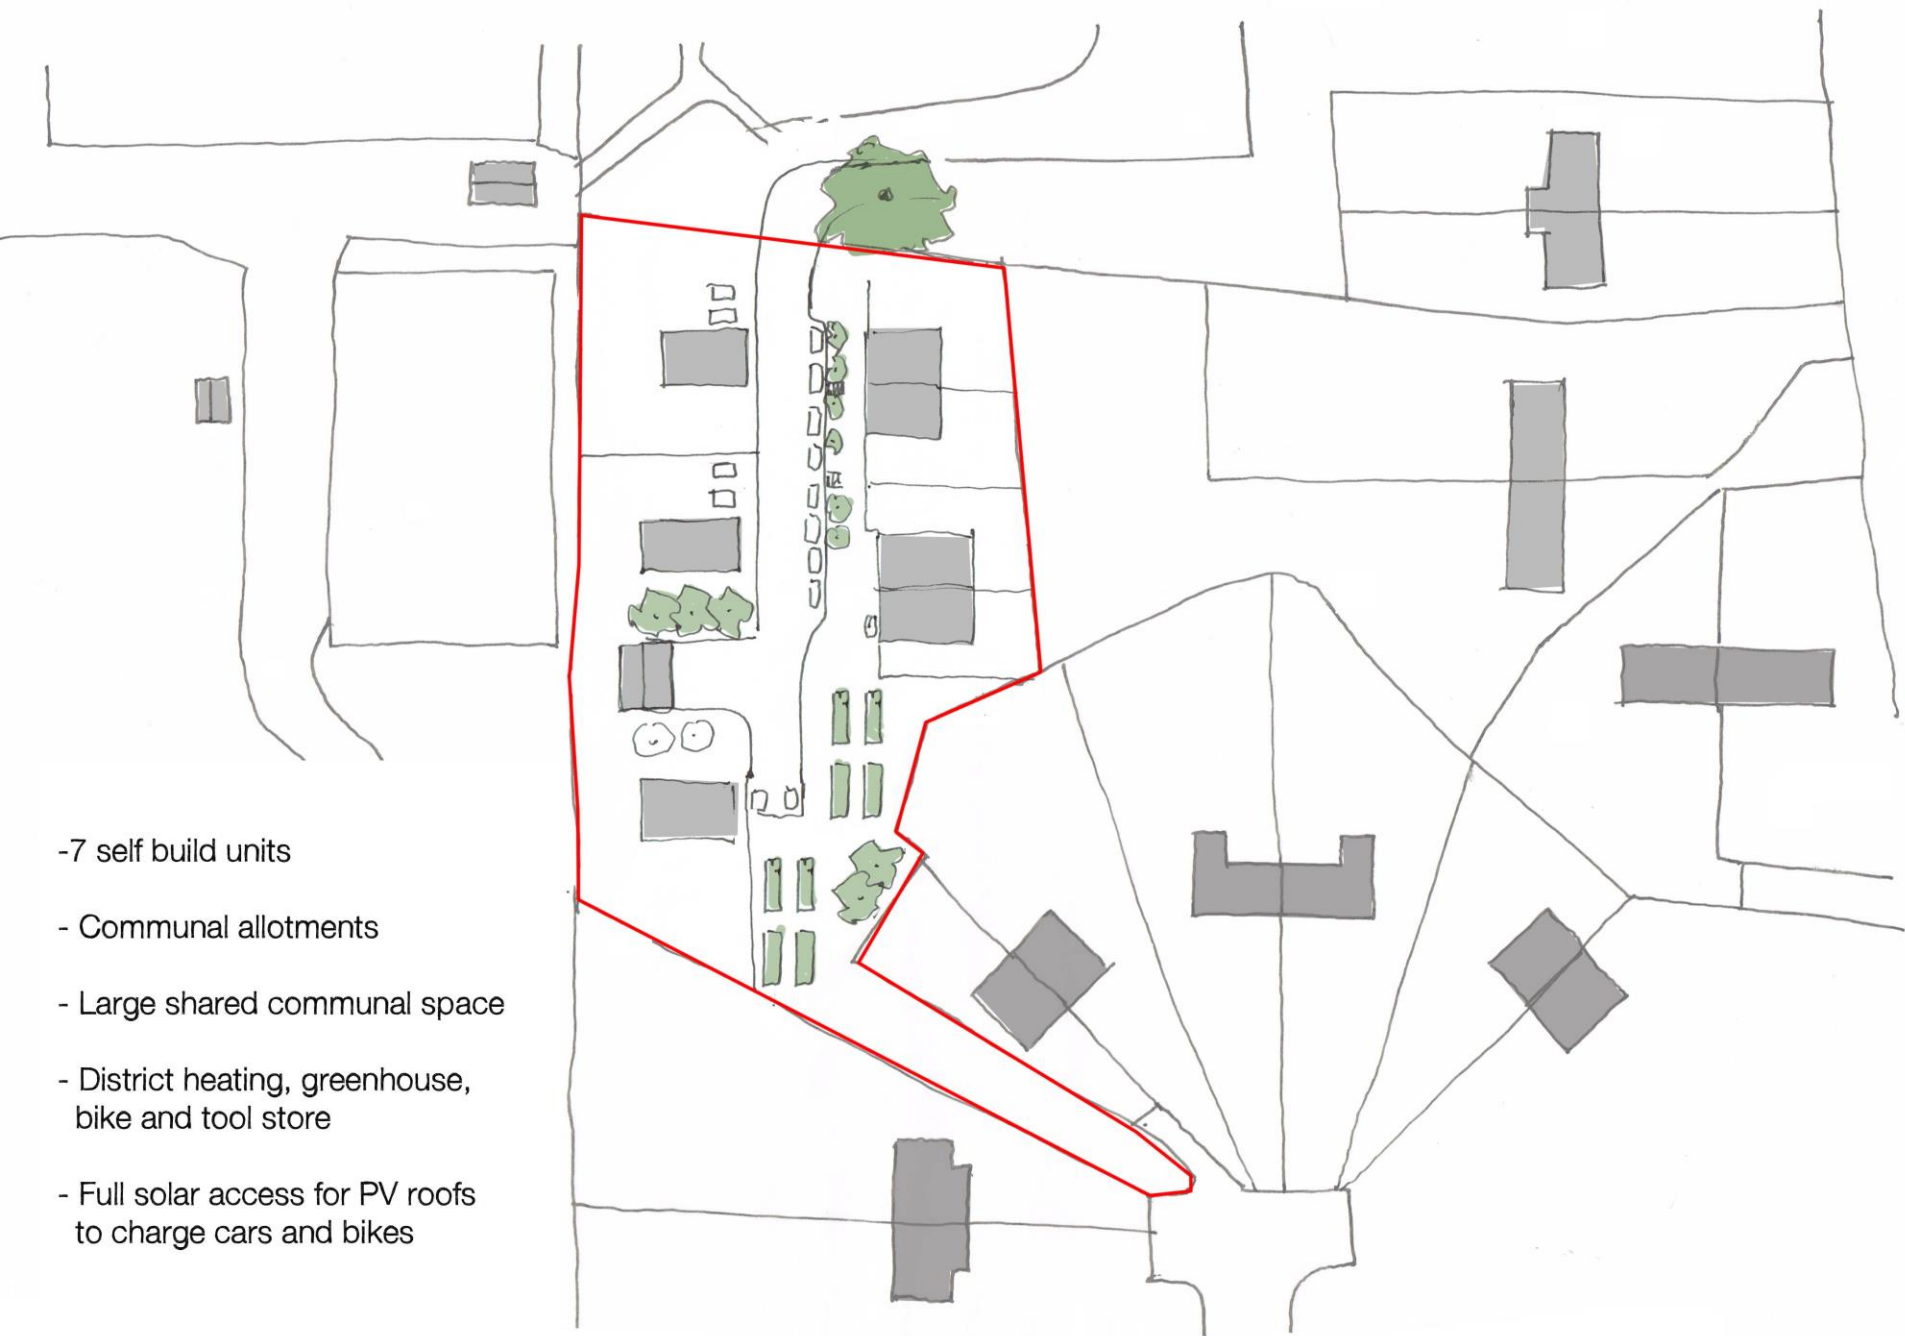 -7 self build units
- Communal allotments
- Large shared communal space
- District heating, greenhouse,
bike and tool store
- Full solar access for PV roofs
to charge cars and bikes